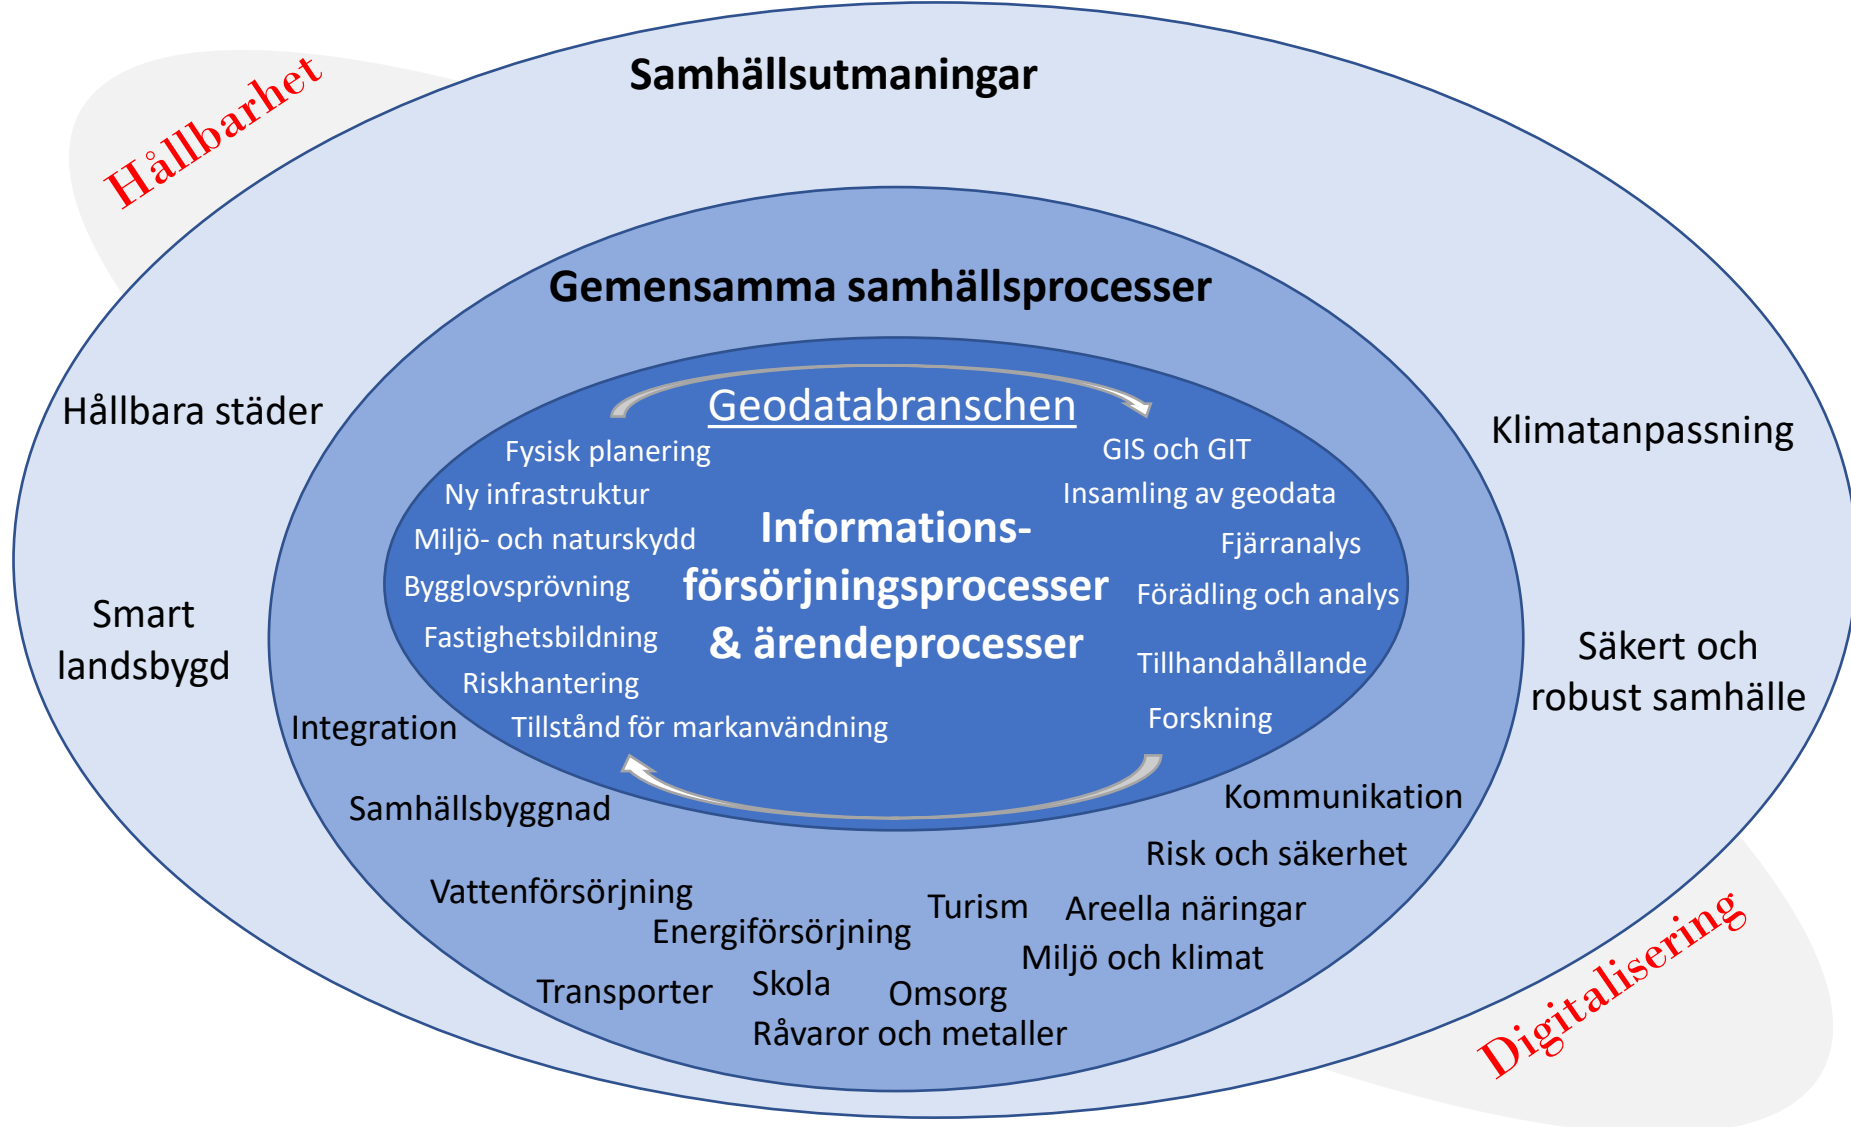 Hållbarhet
Samhällsutmaningar
Gemensamma samhällsprocesser
Hållbara städer
Smart
landsbygd
Klimatanpassning
Säkert och
robust samhälle
Geodatabranschen
Fysisk planering
Ny infrastruktur
Miljö- och naturskydd
Bygglovsprövning
Fastighetsbildning
Riskhantering
Tillstånd för markanvändning
Informations-
försörjningsprocesser
& ärendeprocesser
GIS och GIT
Insamling av geodata
Fjärranalys
Förädling och analys
Tillhandahållande
Forskning
Integration
Samhällsbyggnad
Vattenförsörjning
Energiförsörjning
Transporter
Skola
Omsorg
Råvaror och metaller
Turism
Areella näringar
Miljö och klimat
Risk och säkerhet
Kommunikation
Digitalisering